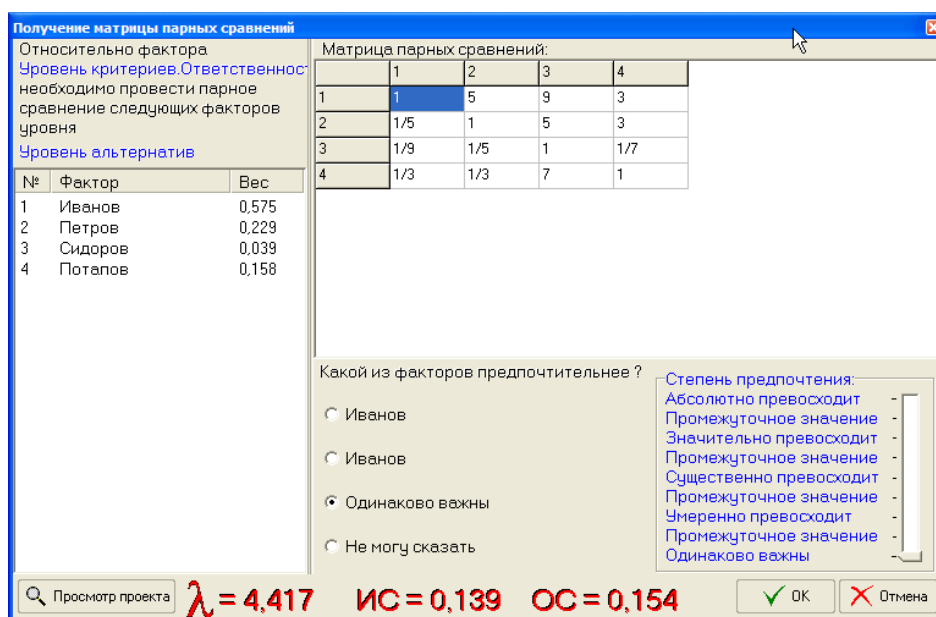 Получение матрицы парных сравнений
Относительно фактора
Уровень критериев.Ответственност
необходимо провести парное
сравнение следующих факторов
уровня
Уровень альтернатив
№ Фактор Вес
1 Иванов 0,575
2 Петров 0,229
3 Сидоров 0,039
4 Потапов 0,158
Матрица парных сравнений:
1 2 3 4
1 1 5 9 3
2 1/5 1 5 3
3 1/9 1/5 1 1/7
4 1/3 1/3 7 1
Какой из факторов предпочтительнее ?
Иванов
Иванов
Одинаково важны
Не могу сказать
Степень предпочтения:
Абсолютно превосходит -
Промежуточное значение -
Значительно превосходит -
Промежуточное значение -
Существенно превосходит -
Промежуточное значение -
Умеренно превосходит -
Промежуточное значение -
Одинаково важны -
Просмотр проекта
λ = 4,417 ИС = 0,139 ОС = 0,154
OK
Отмена